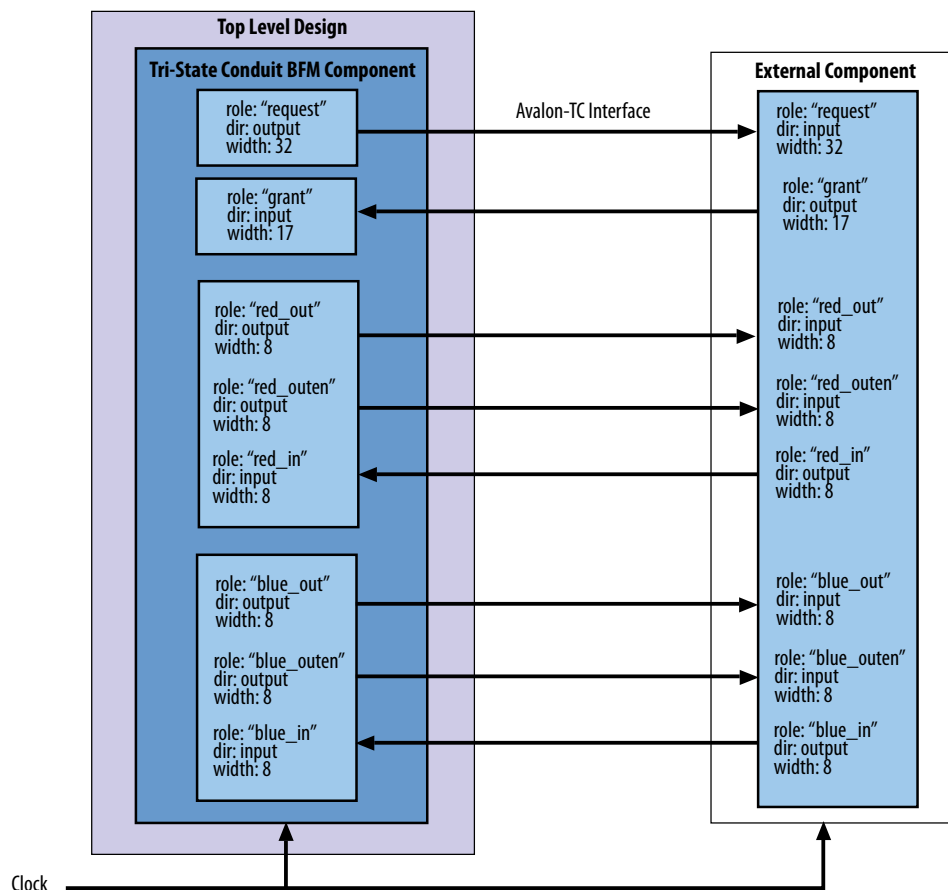 Top Level Design
Tri-State Conduit BFM Component
role: “request”
dir: output
width: 32
role: “grant”
dir: input
width: 17
role: “red_out”
dir: output
width: 8
role: “red_outen”
dir: output
width: 8
role: “red_in”
dir: input
width: 8
role: “blue_out”
dir: output
width: 8
role: “blue_outen”
dir: output
width: 8
role: “blue_in”
dir: input
width: 8
Avalon-TC Interface
External Component
role: “request”
dir: input
width: 32
role: “grant”
dir: output
width: 17
role: “red_out”
dir: input
width: 8
role: “red_outen”
dir: input
width: 8
role: “red_in”
dir: output
width: 8
role: “blue_out”
dir: input
width: 8
role: “blue_outen”
dir: input
width: 8
role: “blue_in”
dir: output
width: 8
Clock